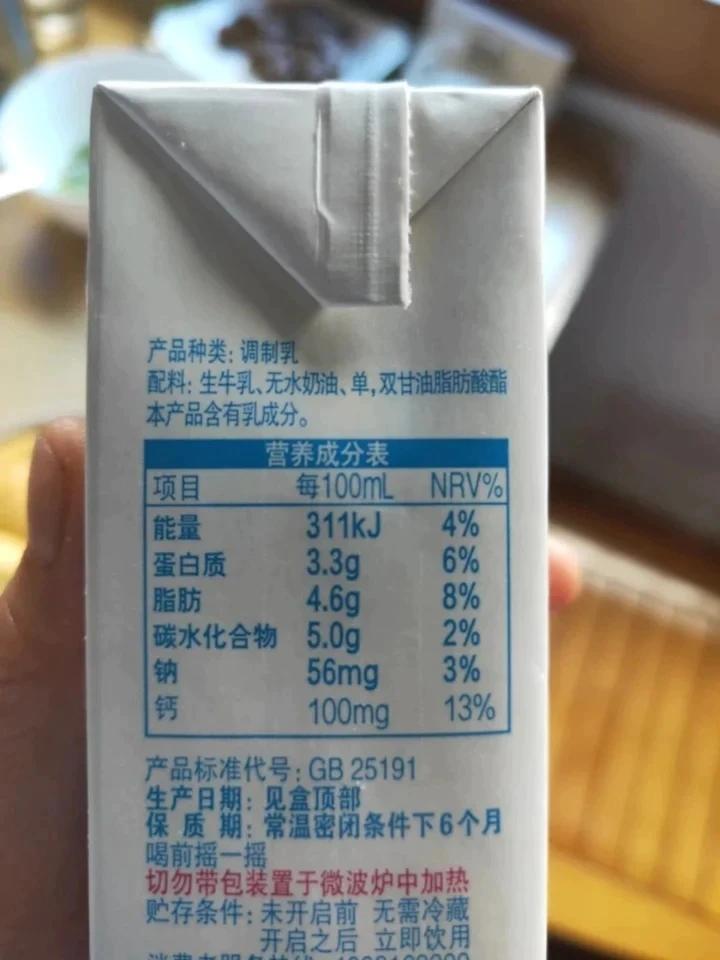 产品种类：调制乳
配料：生牛乳、无水奶油、单，双甘油脂肪酸酯
本产品含有乳成分。
营养成分表
项目 每100mL NRV%
能量 311kJ 4%
蛋白质 3.3g 6%
脂肪 4.6g 8%
碳水化合物 5.0g 2%
钠 56mg 3%
钙 100mg 13%
产品标准代号：GB 25191
生产日期：见盒顶部
保 质 期：常温密闭条件下6个月
喝前摇一摇
切勿带包装置于微波炉中加热
贮存条件：未开启前 无需冷藏
开启之后 立即饮用